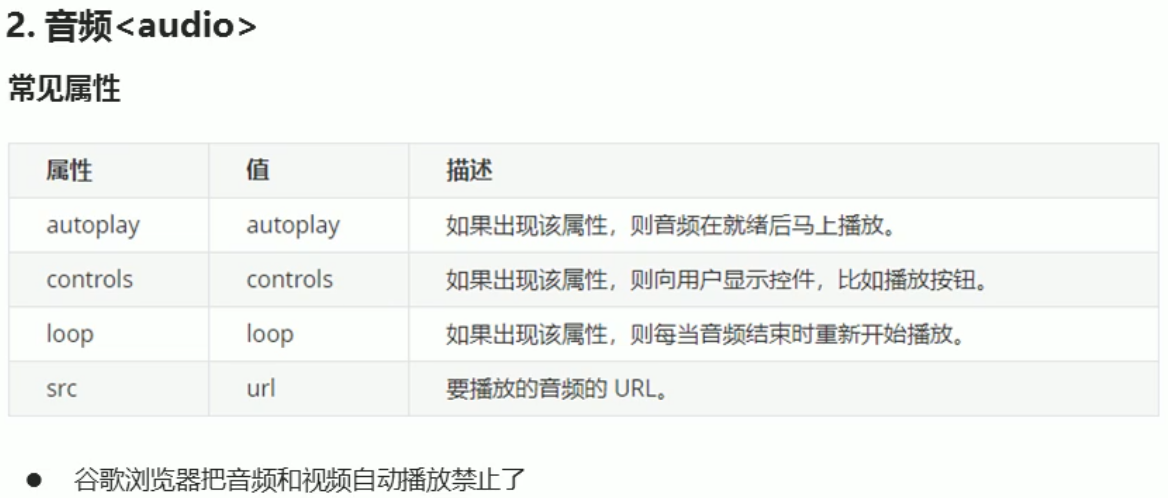 2. 音频<audio>
常见属性
属性 值 描述
autoplay autoplay 如果出现该属性，则音频在就绪后马上播放。
controls controls 如果出现该属性，则向用户显示控件，比如播放按钮。
loop loop 如果出现该属性，则每当音频结束时重新开始播放。
src url 要播放的音频的 URL。
● 谷歌浏览器把音频和视频自动播放禁止了